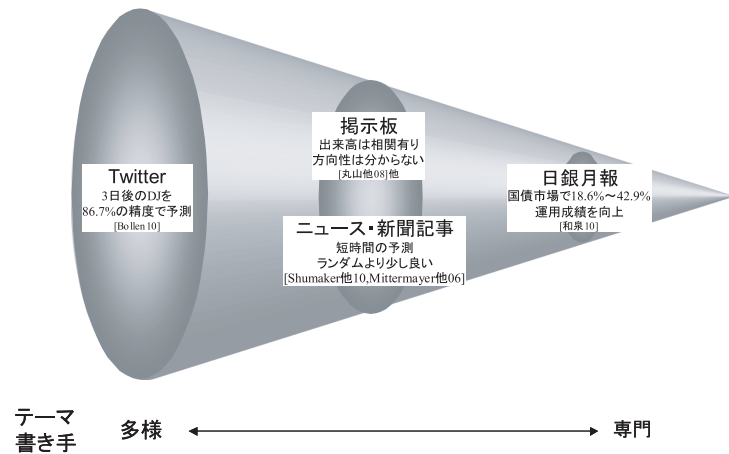 Twitter
3日後のDJを
86.7%の精度で予測
[Bollen10]
掲示板
出来高は相関有り
方向性は分からない
[丸山他08]他
ニュース・新聞記事
短時間の予測
ランダムより少し良い
[Shumaker他10,Mittermayer他06]
日銀月報
国債市場で18.6%～42.9%
運用成績を向上
[和泉10]
テーマ
書き手
多様
専門